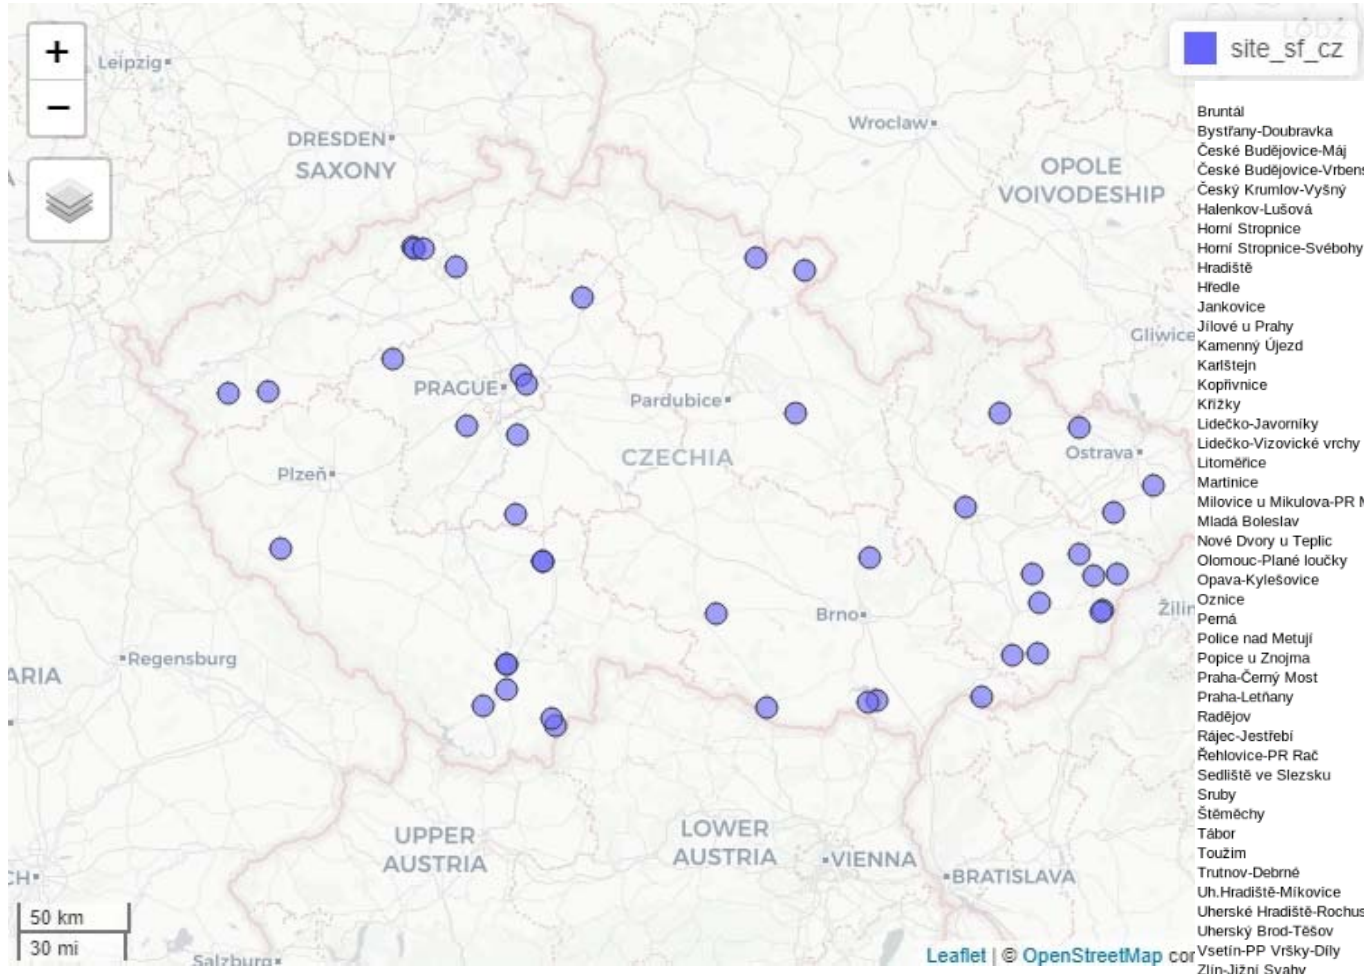 +
−
Leipzig
DRESDEN
SAXONY
Wroclaw
OPOLE
VOIVODESHIP
ŁÓDŹ
site_sf_cz
Gliwice
PRAGUE
Pardubice
CZECHIA
Plzeň
Ostrava
Brno
Žilin
Regensburg
ARIA
UPPER
AUSTRIA
LOWER
AUSTRIA
VIENNA
BRATISLAVA
CH
Salzburg
50 km
30 mi
Leaflet | © OpenStreetMap cor
Bruntál
Bystřany-Doubravka
České Budějovice-Máj
České Budějovice-Vrbens
Český Krumlov-Vyšný
Halenkov-Lušová
Horní Stropnice
Horní Stropnice-Svébohy
Hradiště
Hředle
Jankovice
Jílové u Prahy
Kamenný Újezd
Karlštejn
Kopřivnice
Křížky
Lidečko-Javorníky
Lidečko-Vizovické vrchy
Litoměřice
Martinice
Milovice u Mikulova-PR M
Mladá Boleslav
Nové Dvory u Teplic
Olomouc-Plané loučky
Opava-Kylešovice
Oznice
Perná
Police nad Metují
Popice u Znojma
Praha-Černý Most
Praha-Letňany
Radějov
Rájec-Jestřebí
Řehlovice-PR Rač
Sedliště ve Slezsku
Sruby
Štěměchy
Tábor
Toužim
Trutnov-Debrné
Uh.Hradiště-Míkovice
Uherské Hradiště-Rochus
Uherský Brod-Těšov
Vsetín-PP Vršky-Díly
Zlín-Jižní Svahy